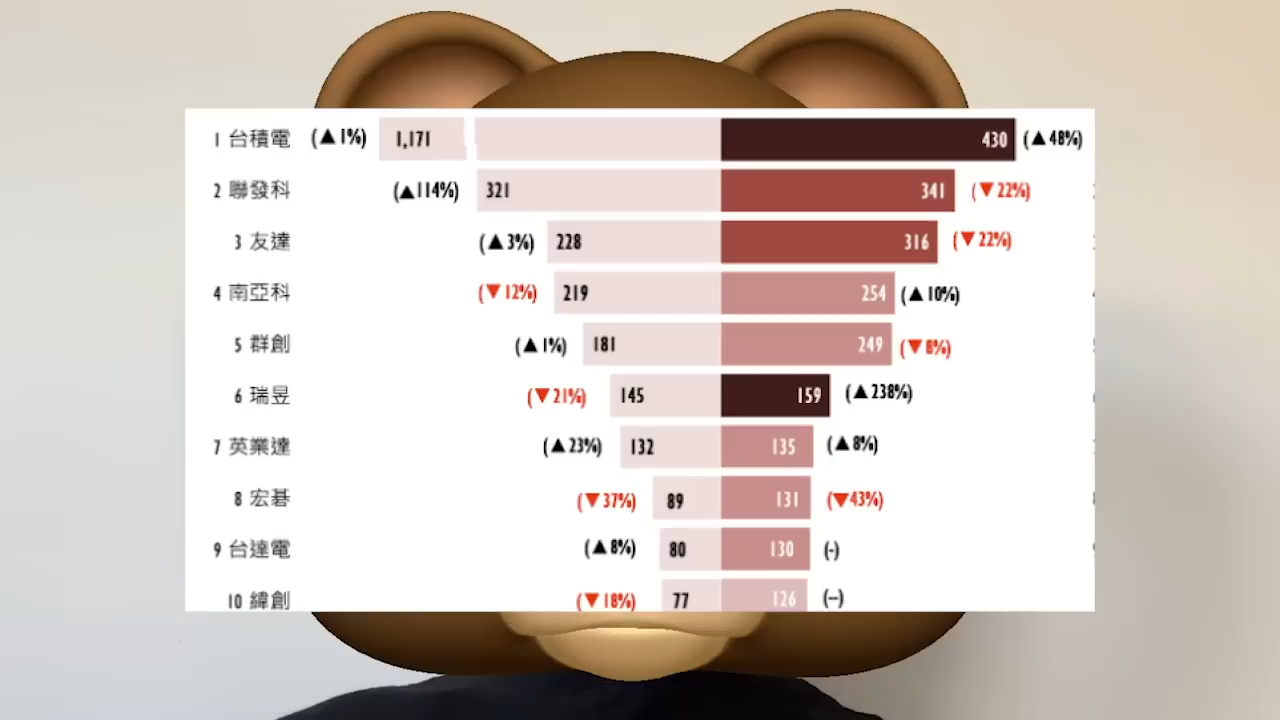 1 台積電 (▲1%) 1,171 430 (▲48%)
2 聯發科 (▲114%) 321 341 (▼22%)
3 友達 (▲3%) 228 316 (▼22%)
4 南亞科 (▼12%) 219 254 (▲10%)
5 群創 (▲1%) 181 249 (▼8%)
6 瑞昱 (▼21%) 145 159 (▲238%)
7 英業達 (▲23%) 132 135 (▲8%)
8 宏碁 (▼37%) 89 131 (▼43%)
9 台達電 (▲8%) 80 130 (-)
10 緯創 (▼18%) 77 126 (--)